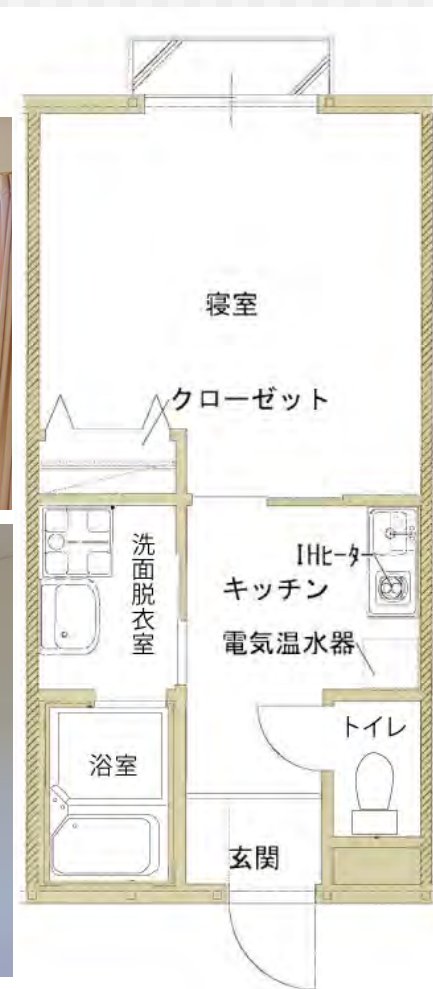 寝室
クローゼット
洗面脱衣室
IHヒーター
キッチン
電気温水器
トイレ
浴室
玄関